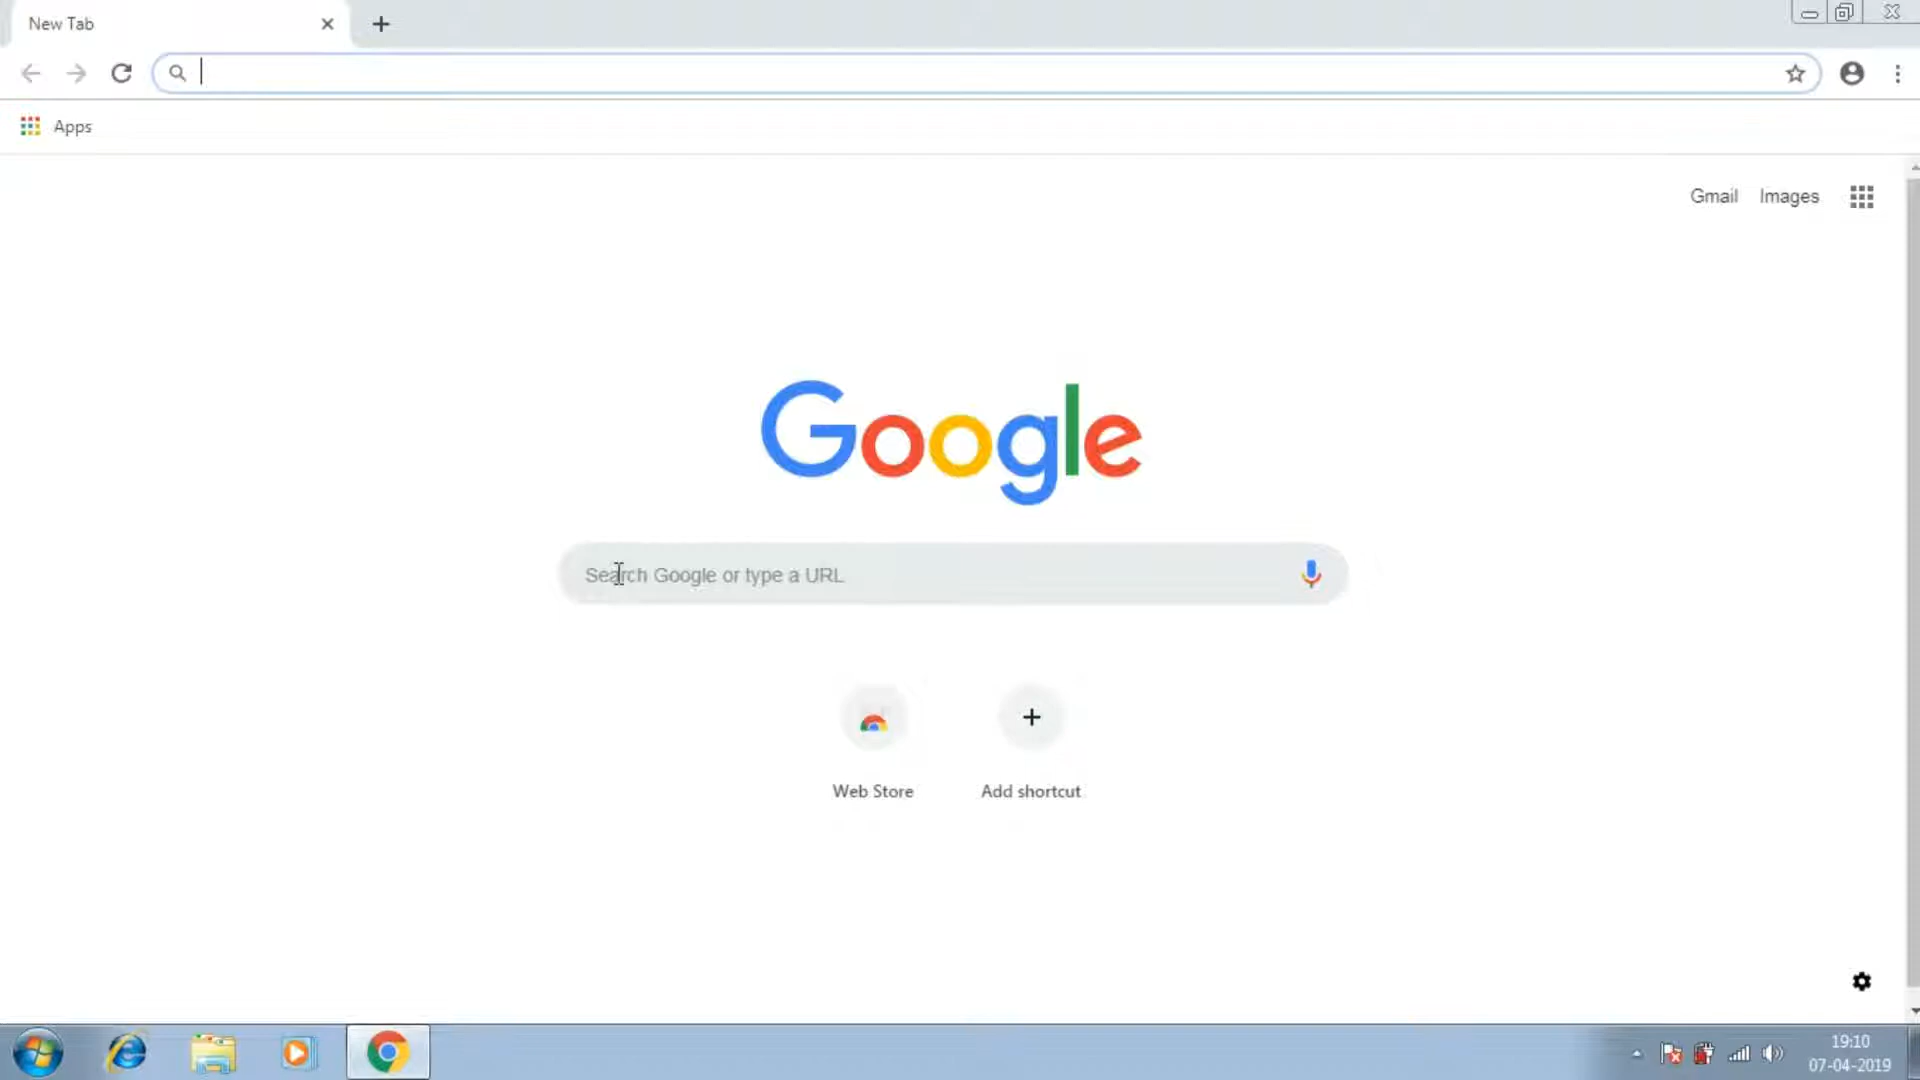 New Tab
Apps
Gmail Images
Google
Search Google or type a URL
Web Store Add shortcut
19:10
07-04-2019